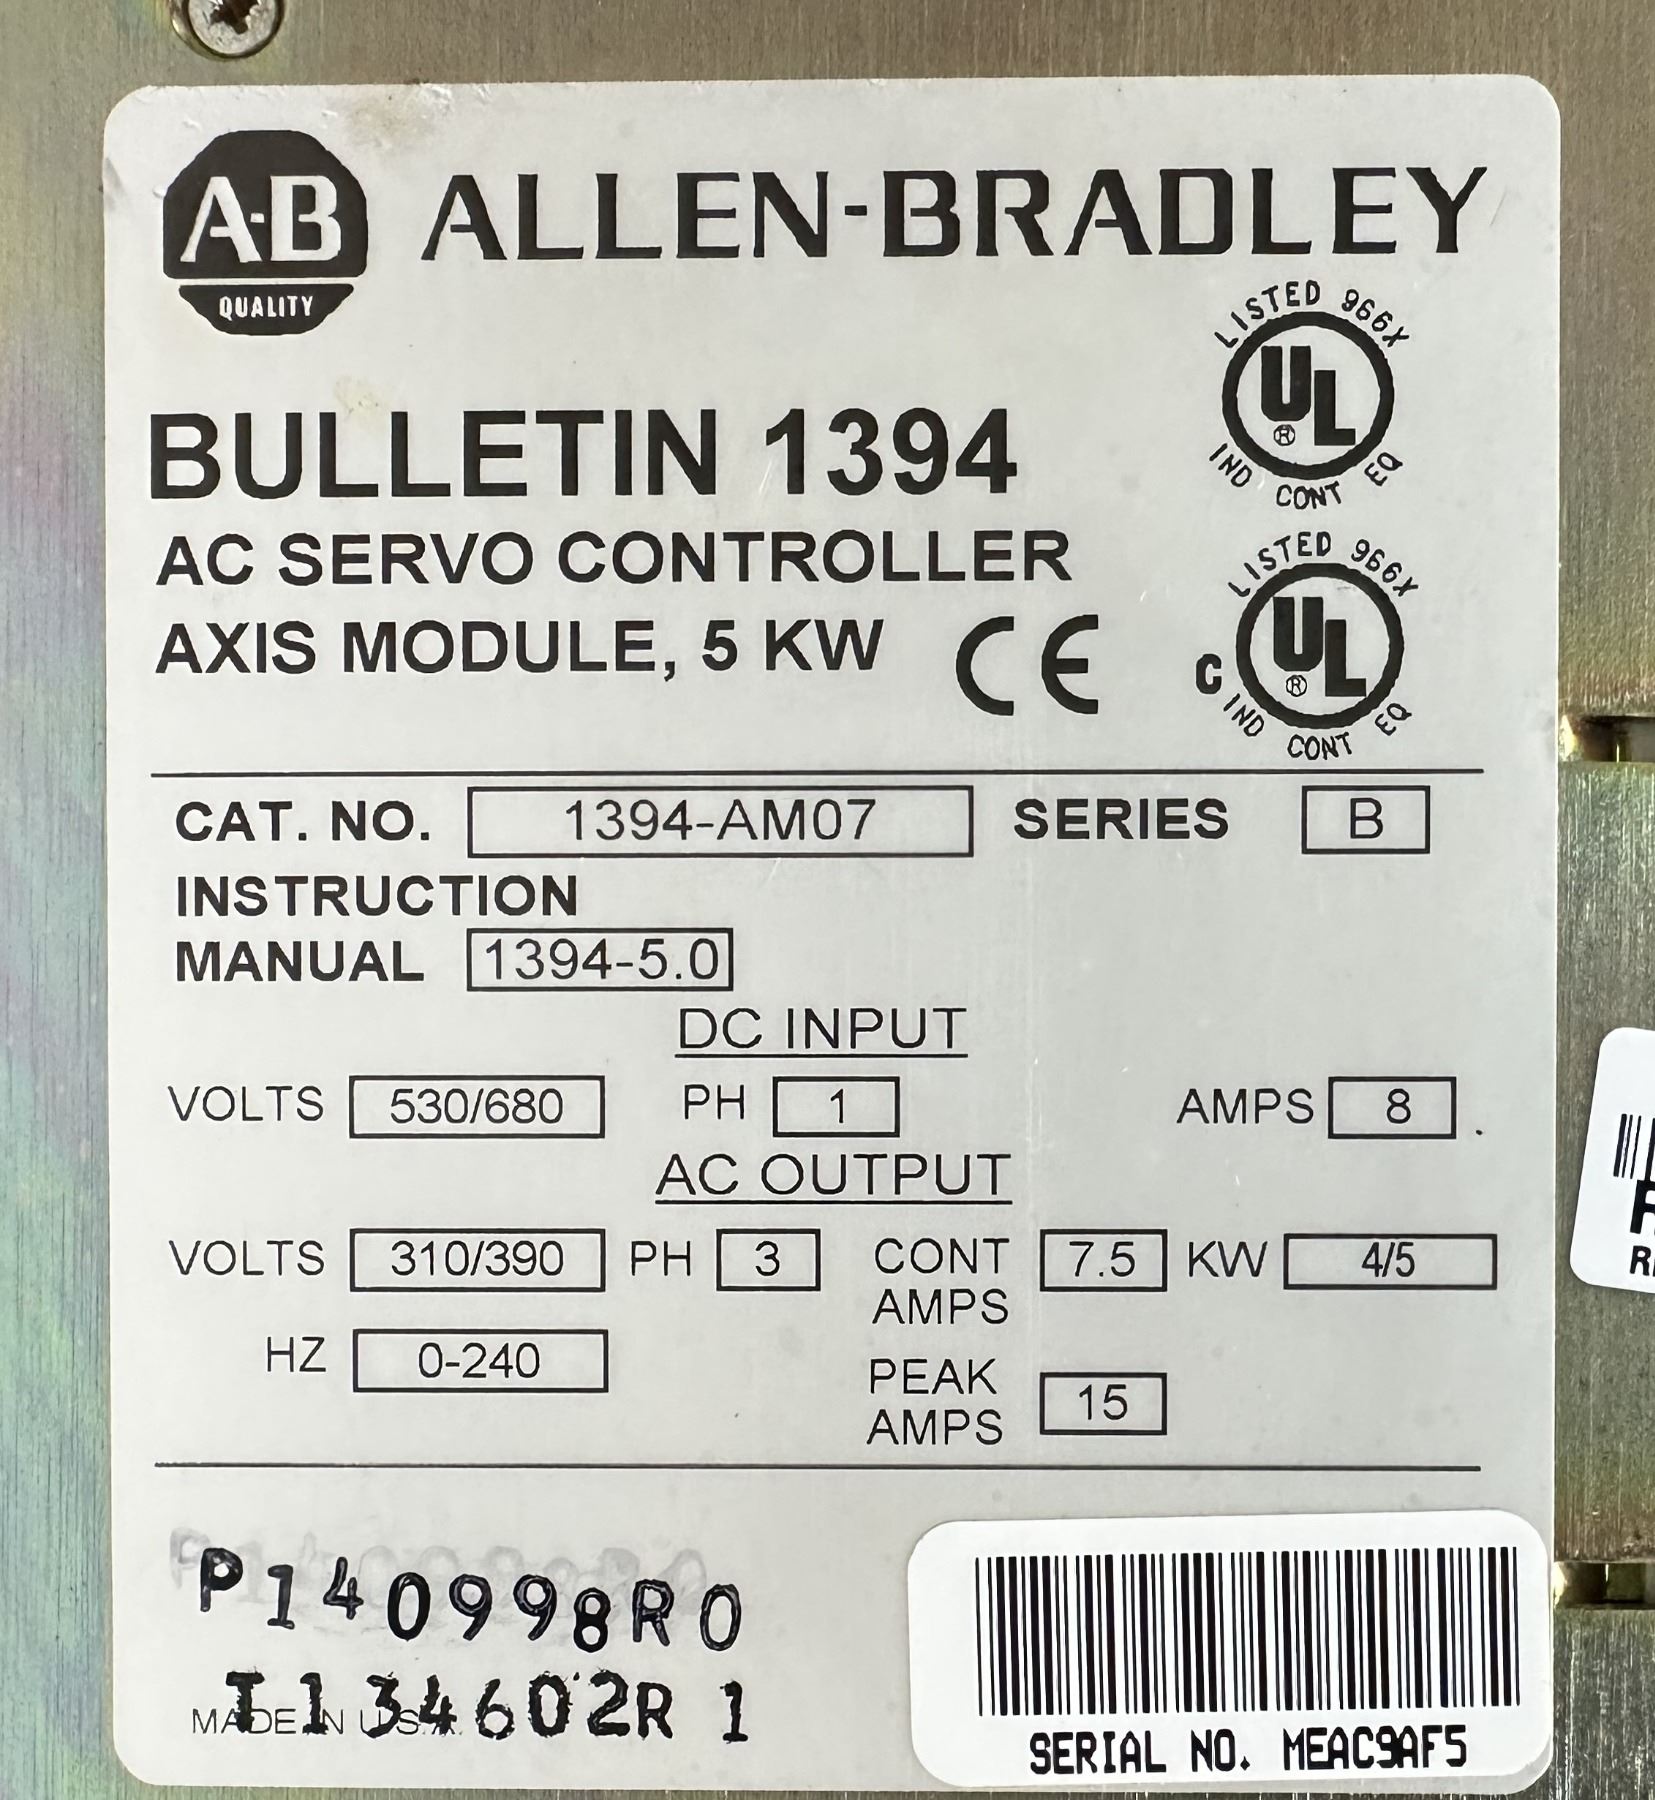 A-B
QUALITY
ALLEN-BRADLEY
LISTED 966X
UL
®
IND CONT EQ
BULLETIN 1394
AC SERVO CONTROLLER
AXIS MODULE, 5 KW CE
LISTED 966X
C UL
®
IND CONT EQ
CAT. NO. 1394-AM07 SERIES B
INSTRUCTION
MANUAL 1394-5.0
DC INPUT
VOLTS 530/680 PH 1 AMPS 8
AC OUTPUT
VOLTS 310/390 PH 3 CONT AMPS 7.5 KW 4/5
HZ 0-240 PEAK AMPS 15
P140998R0
T134602R1
MADE IN U.S.A.
SERIAL NO. MEAC9AF5